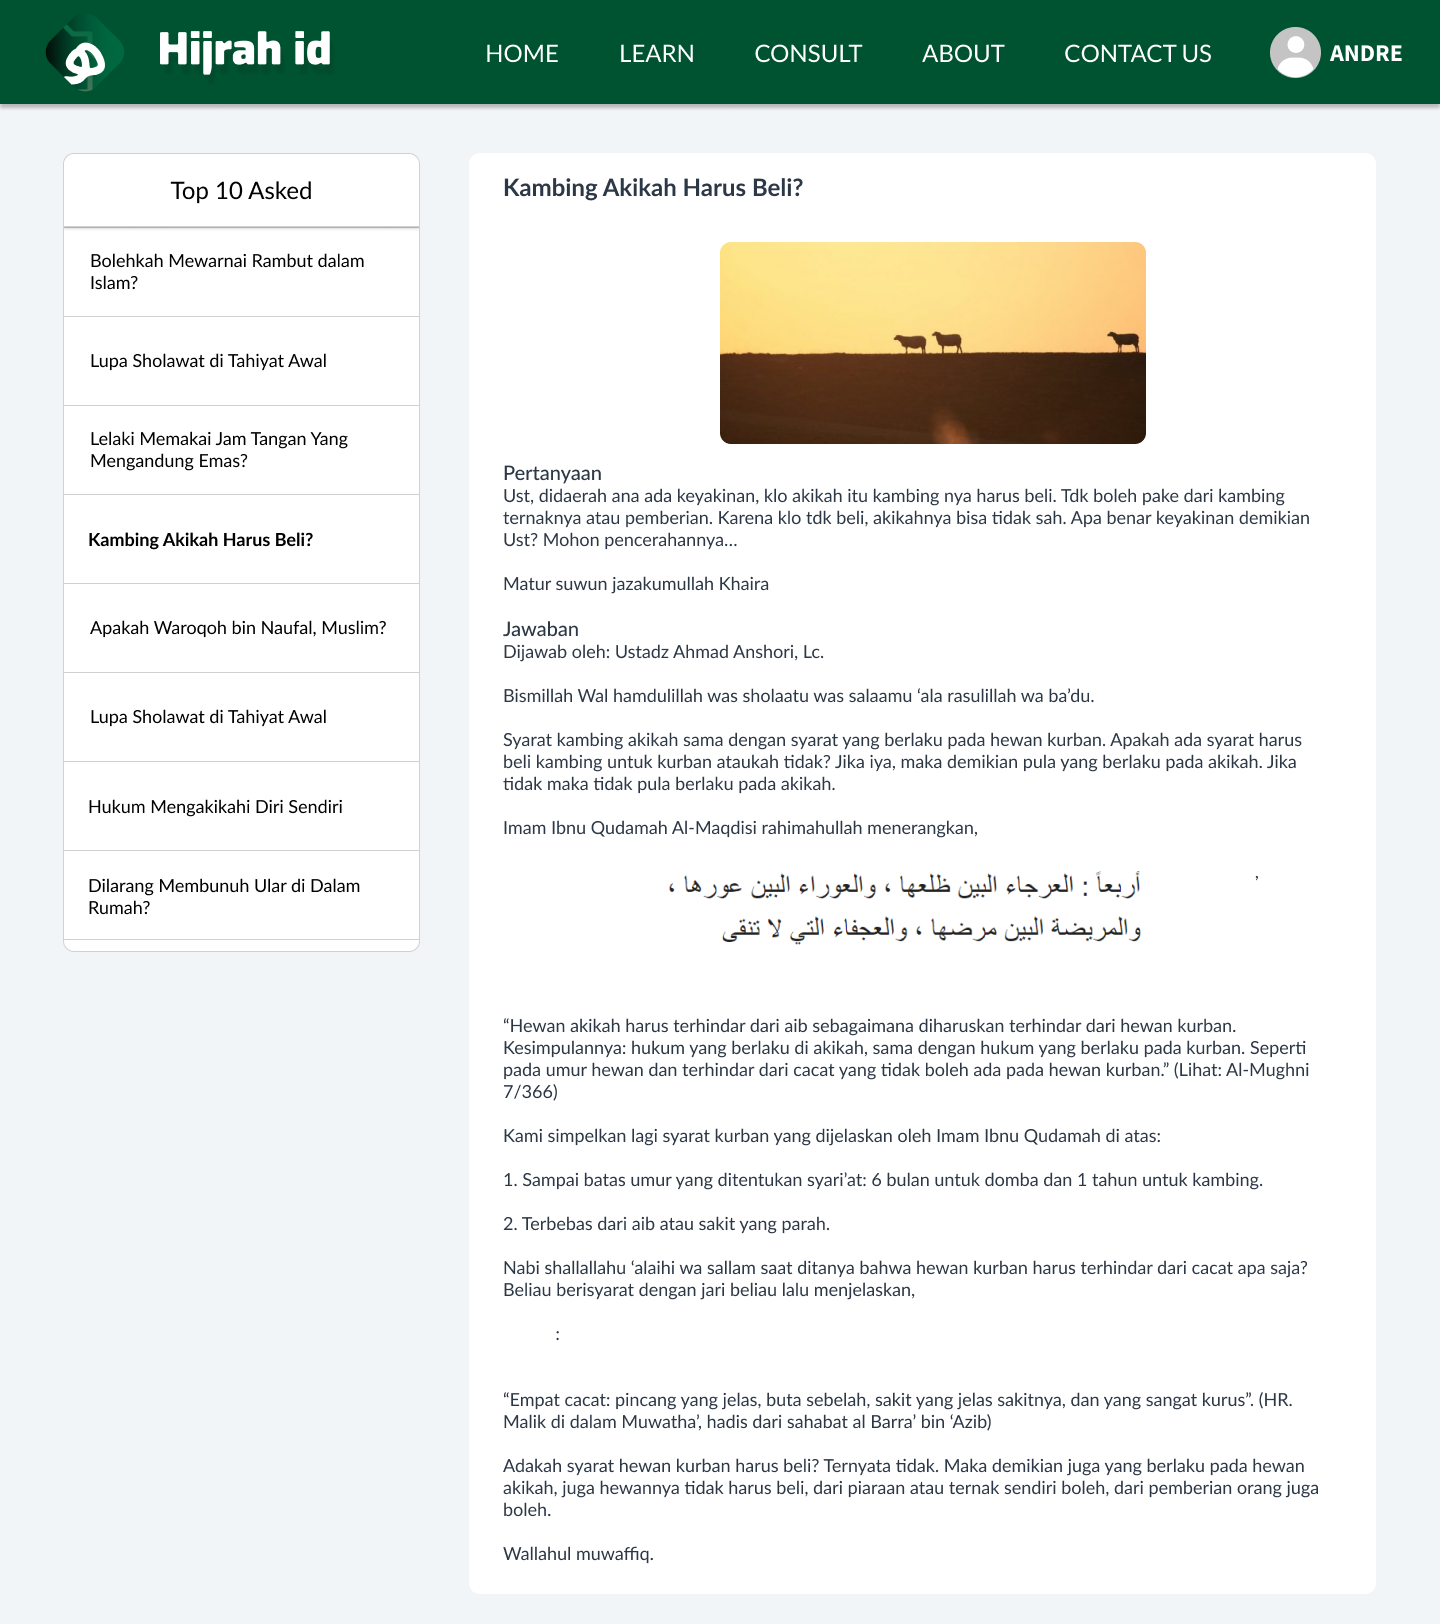 هو
Hijrah id
HOME
LEARN
CONSULT
ABOUT
CONTACT US
ANDRE
Top 10 Asked
Bolehkah Mewarnai Rambut dalam
Islam?
Lupa Sholawat di Tahiyat Awal
Lelaki Memakai Jam Tangan Yang
Mengandung Emas?
Kambing Akikah Harus Beli?
Apakah Waroqoh bin Naufal, Muslim?
Lupa Sholawat di Tahiyat Awal
Hukum Mengakikahi Diri Sendiri
Dilarang Membunuh Ular di Dalam
Rumah?
Kambing Akikah Harus Beli?
Pertanyaan
Ust, didaerah ana ada keyakinan, klo akikah itu kambing nya harus beli. Tdk boleh pake dari kambing
ternaknya atau pemberian. Karena klo tdk beli, akikahnya bisa tidak sah. Apa benar keyakinan demikian
Ust? Mohon pencerahannya…
Matur suwun jazakumullah Khaira
Jawaban
Dijawab oleh: Ustadz Ahmad Anshori, Lc.
Bismillah Wal hamdulillah was sholaatu was salaamu ‘ala rasulillah wa ba’du.
Syarat kambing akikah sama dengan syarat yang berlaku pada hewan kurban. Apakah ada syarat harus
beli kambing untuk kurban ataukah tidak? Jika iya, maka demikian pula yang berlaku pada akikah. Jika
tidak maka tidak pula berlaku pada akikah.
Imam Ibnu Qudamah Al-Maqdisi rahimahullah menerangkan,
أربعاً : العرجاء البين ظلعها ، والعوراء البين عورها ،
والمريضة البين مرضها ، والعجفاء التي لا تنقى
,
“Hewan akikah harus terhindar dari aib sebagaimana diharuskan terhindar dari hewan kurban.
Kesimpulannya: hukum yang berlaku di akikah, sama dengan hukum yang berlaku pada kurban. Seperti
pada umur hewan dan terhindar dari cacat yang tidak boleh ada pada hewan kurban.” (Lihat: Al-Mughni
7/366)
Kami simpelkan lagi syarat kurban yang dijelaskan oleh Imam Ibnu Qudamah di atas:
1. Sampai batas umur yang ditentukan syari’at: 6 bulan untuk domba dan 1 tahun untuk kambing.
2. Terbebas dari aib atau sakit yang parah.
Nabi shallallahu ‘alaihi wa sallam saat ditanya bahwa hewan kurban harus terhindar dari cacat apa saja?
Beliau berisyarat dengan jari beliau lalu menjelaskan,
:
“Empat cacat: pincang yang jelas, buta sebelah, sakit yang jelas sakitnya, dan yang sangat kurus”. (HR.
Malik di dalam Muwatha’, hadis dari sahabat al Barra’ bin ‘Azib)
Adakah syarat hewan kurban harus beli? Ternyata tidak. Maka demikian juga yang berlaku pada hewan
akikah, juga hewannya tidak harus beli, dari piaraan atau ternak sendiri boleh, dari pemberian orang juga
boleh.
Wallahul muwaffiq.